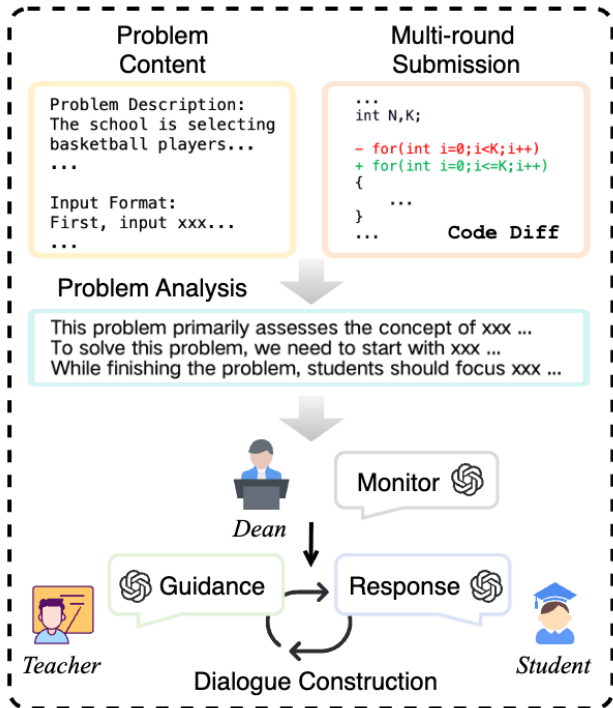 Problem
Content
Multi-round
Submission
Problem Description:
The school is selecting
basketball players...
...
Input Format:
First, input xxx...
...
...
int N,K;
- for(int i=0;i<K;i++)
+ for(int i=0;i<=K;i++)
{
...
}
...
Code Diff
Problem Analysis
This problem primarily assesses the concept of xxx ...
To solve this problem, we need to start with xxx ...
While finishing the problem, students should focus xxx ...
Monitor
Dean
Guidance
Response
Teacher
Student
Dialogue Construction